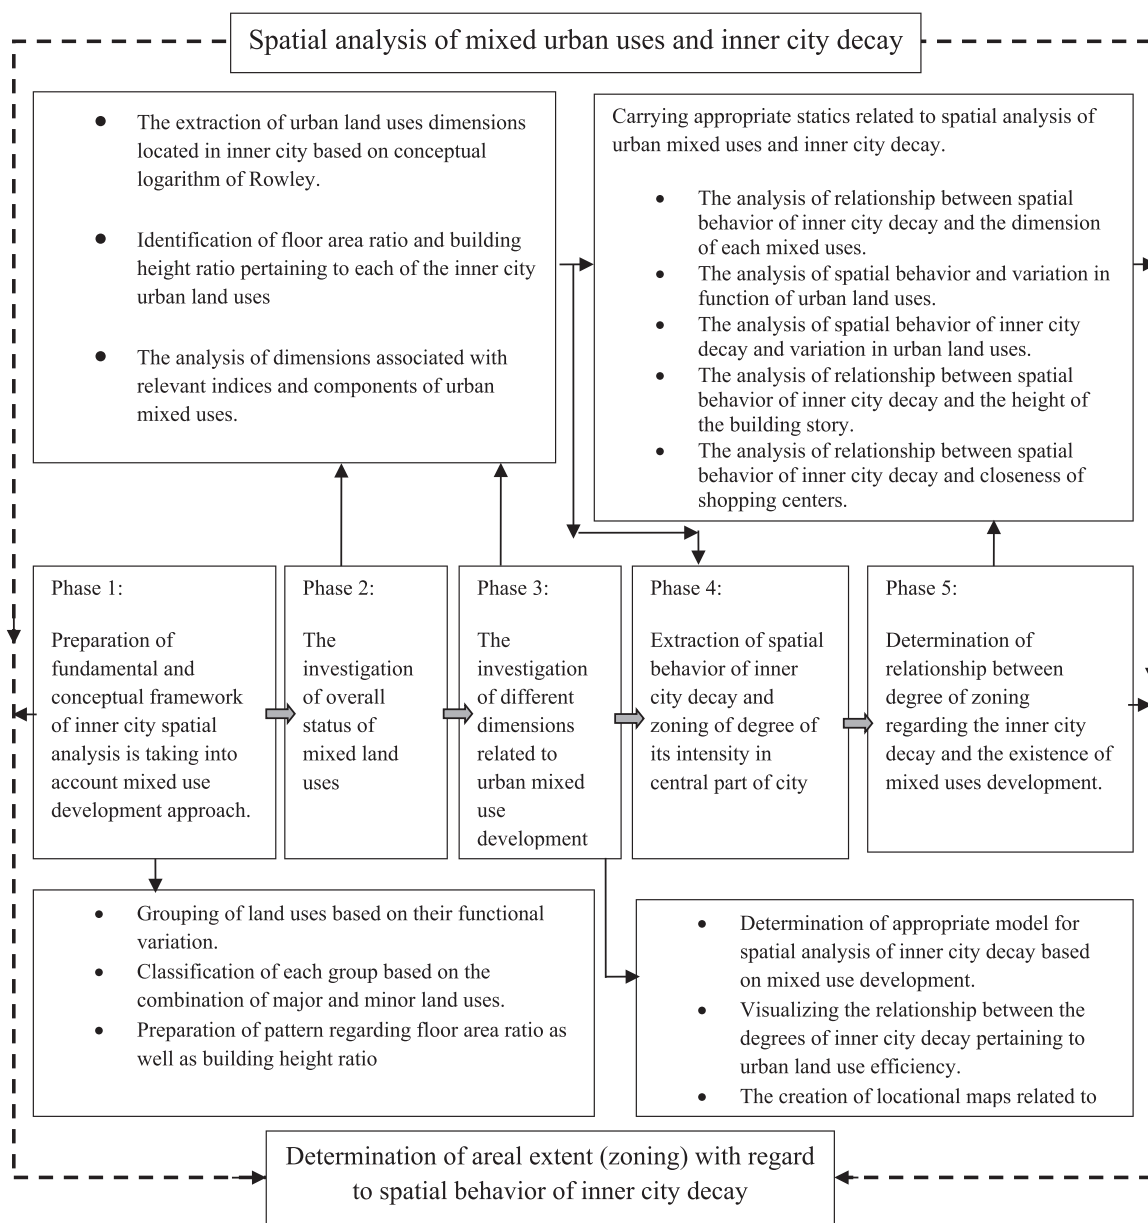 Spatial analysis of mixed urban uses and inner city decay
● The extraction of urban land uses dimensions
located in inner city based on conceptual
logarithm of Rowley.
● Identification of floor area ratio and building
height ratio pertaining to each of the inner city
urban land uses
● The analysis of dimensions associated with
relevant indices and components of urban
mixed uses.
Carrying appropriate statics related to spatial analysis of
urban mixed uses and inner city decay.
● The analysis of relationship between spatial
behavior of inner city decay and the dimension
of each mixed uses.
● The analysis of spatial behavior and variation in
function of urban land uses.
● The analysis of spatial behavior of inner city
decay and variation in urban land uses.
● The analysis of relationship between spatial
behavior of inner city decay and the height of
the building story.
● The analysis of relationship between spatial
behavior of inner city decay and closeness of
shopping centers.
Phase 1:
Preparation of
fundamental and
conceptual framework
of inner city spatial
analysis is taking into
account mixed use
development approach.
Phase 2:
The
investigation
of overall
status of
mixed land
uses
Phase 3:
The
investigation
of different
dimensions
related to
urban mixed
use
development
Phase 4:
Extraction of spatial
behavior of inner
city decay and
zoning of degree of
its intensity in
central part of city
Phase 5:
Determination of
relationship between
degree of zoning
regarding the inner city
decay and the existence of
mixed uses development.
● Grouping of land uses based on their functional
variation.
● Classification of each group based on the
combination of major and minor land uses.
● Preparation of pattern regarding floor area ratio as
well as building height ratio
● Determination of appropriate model for
spatial analysis of inner city decay based
on mixed use development.
● Visualizing the relationship between the
degrees of inner city decay pertaining to
urban land use efficiency.
● The creation of locational maps related to
Determination of areal extent (zoning) with regard
to spatial behavior of inner city decay